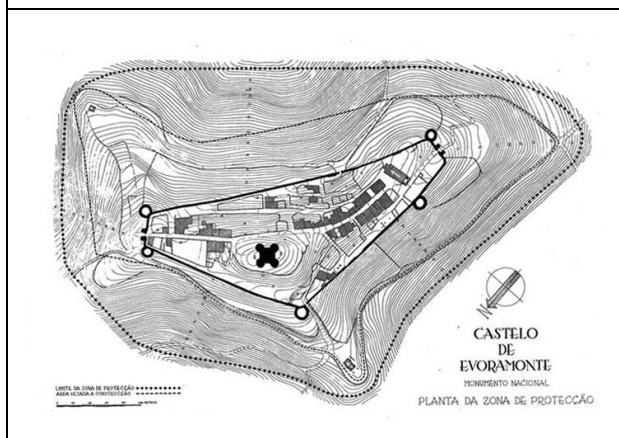 N
CASTELO
DE
EVORAMONTE
MONUMENTO NACIONAL
PLANTA DA ZONA DE PROTECÇÃO
LIMITE DA ZONA DE PROTECÇÃO
AREA VEDADA A CONSTRUCÇÃO